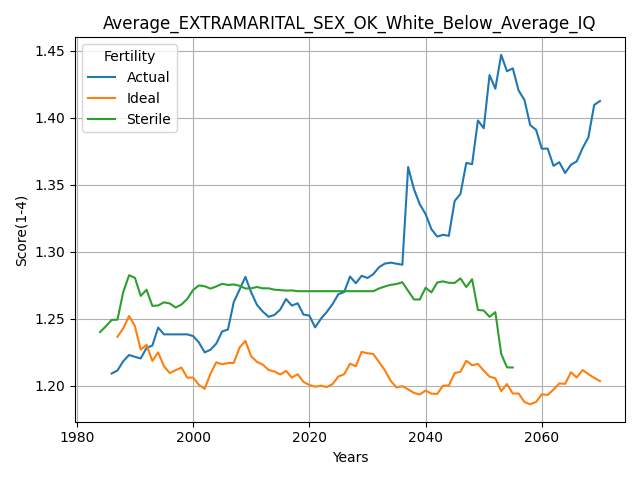 Average_EXTRAMARITAL_SEX_OK_White_Below_Average_IQ
Fertility
Actual
Ideal
Sterile
Score(1-4)
1.45
1.40
1.35
1.30
1.25
1.20
1980
2000
2020
2040
2060
Years